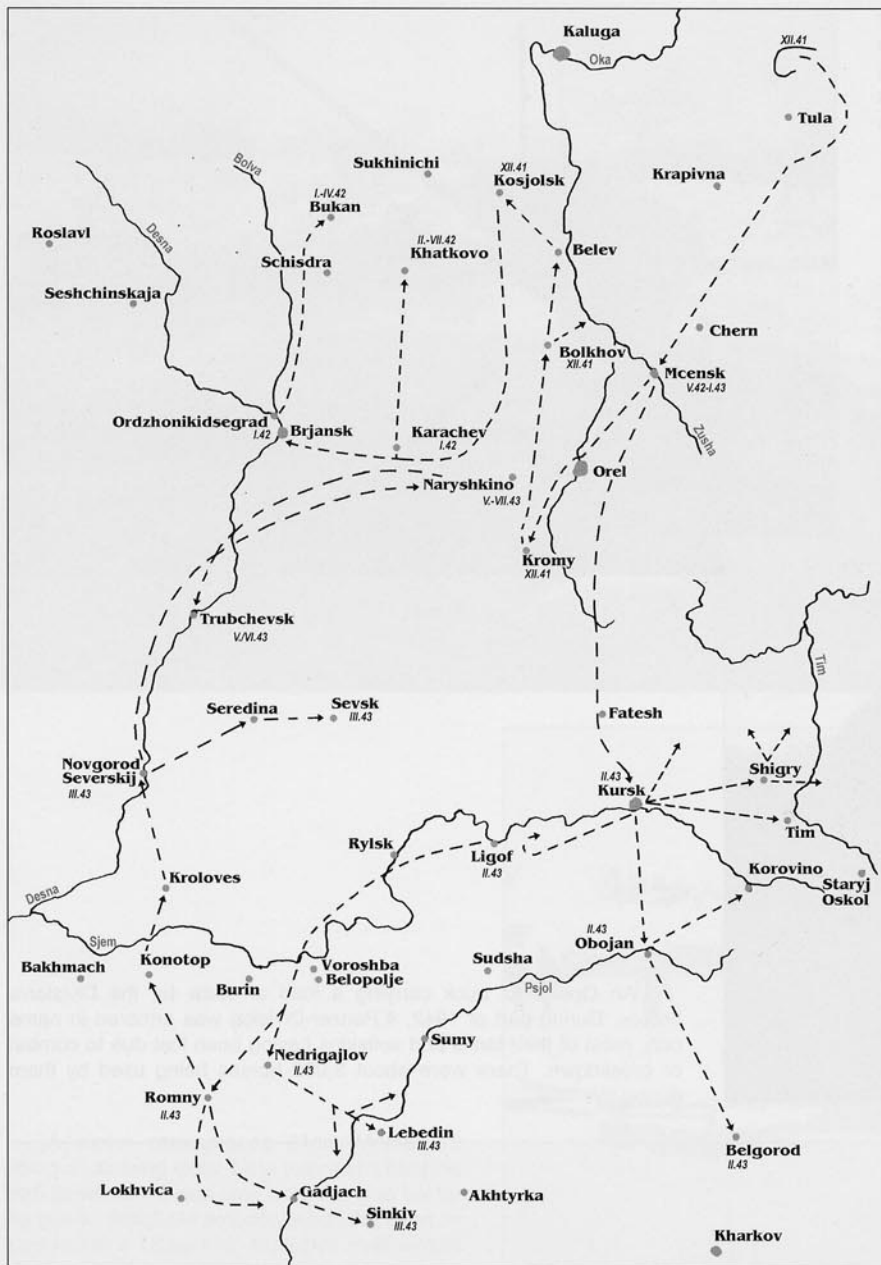 Kaluga
Oka
XII.41
Tula
Bolva
Sukhinichi
XII.41
Kosjolsk
Krapivna
I.-IV.42
Bukan
Desna
Roslavl
II.-VII.42
Khatkovo
Belev
Schisdra
Seshchinskaja
Chern
Bolkhov
XII.41
Mcensk
V.42-I.43
Zusha
Ordzhonikidsegrad
I.42
Brjansk
Karachev
I.42
Orel
Naryshkino
V.-VII.43
Kromy
XII.41
Trubchevsk
V./VI.43
Tim
Seredina
Sevsk
III.43
Fatesh
Novgorod
Severskij
III.43
II.43
Kursk
Shigry
Tim
Rylsk
Ligof
II.43
Korovino
Staryj
Oskol
Kroloves
Desna
Sjem
II.43
Obojan
Bakhmach
Konotop
Burin
Voroshba
Belopolje
Sudsha
Psjol
Sumy
Nedrigajlov
II.43
Romny
II.43
Lebedin
III.43
Belgorod
II.43
Lokhvica
Gadjach
Akhtyrka
Sinkiv
III.43
Kharkov